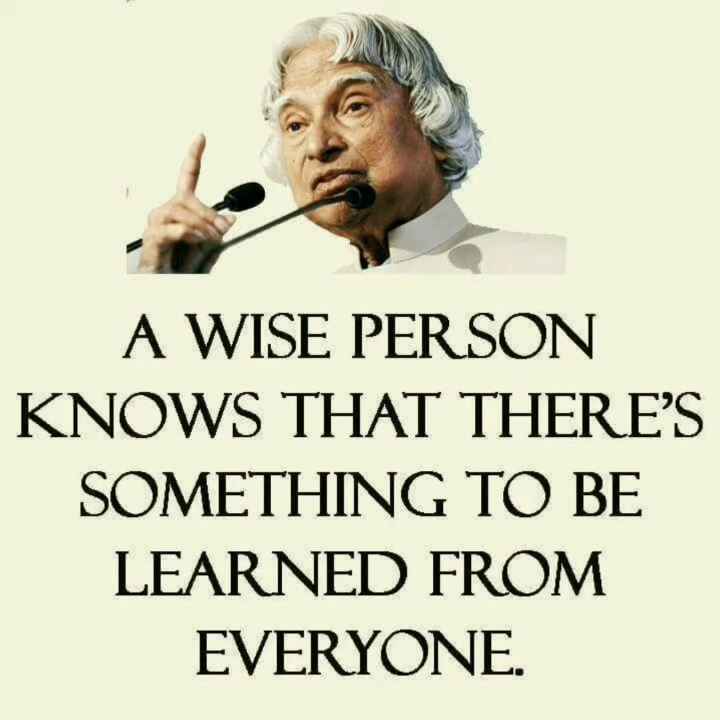 A WISE PERSON
KNOWS THAT THERE'S
SOMETHING TO BE
LEARNED FROM
EVERYONE.